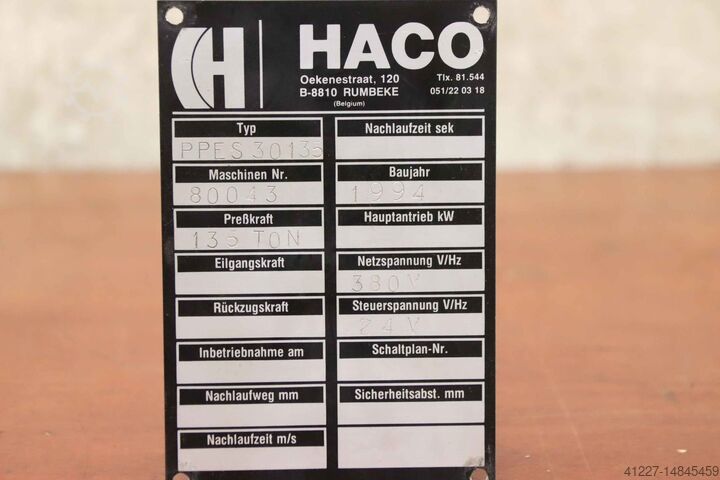 H
HACO
Oekenestraat, 120 Tlx. 81.544
B-8810 RUMBEKE 051/22 03 18
(Belgium)
Typ Nachlaufzeit sek
PPES 30135
Maschinen Nr. Baujahr
80043 1994
Preßkraft Hauptantrieb kW
135 TON
Eilgangskraft Netzspannung V/Hz
380V
Rückzugskraft Steuerspannung V/Hz
24V
Inbetriebnahme am Schaltplan-Nr.
Nachlaufweg mm Sicherheitsabst. mm
Nachlaufzeit m/s
41227-14845459